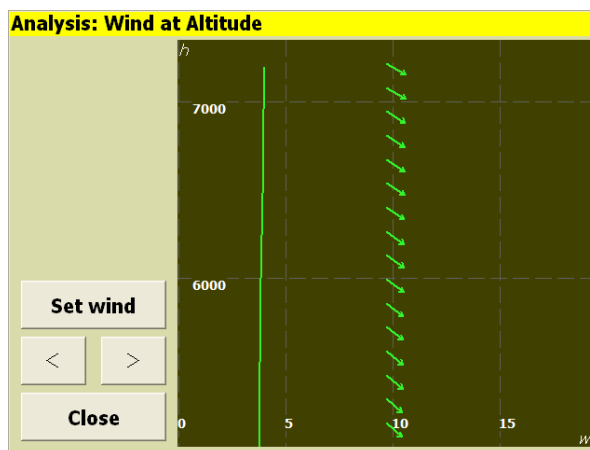 Analysis: Wind at Altitude
h
7000
6000
Set wind
<
>
Close
0
5
10
15
w